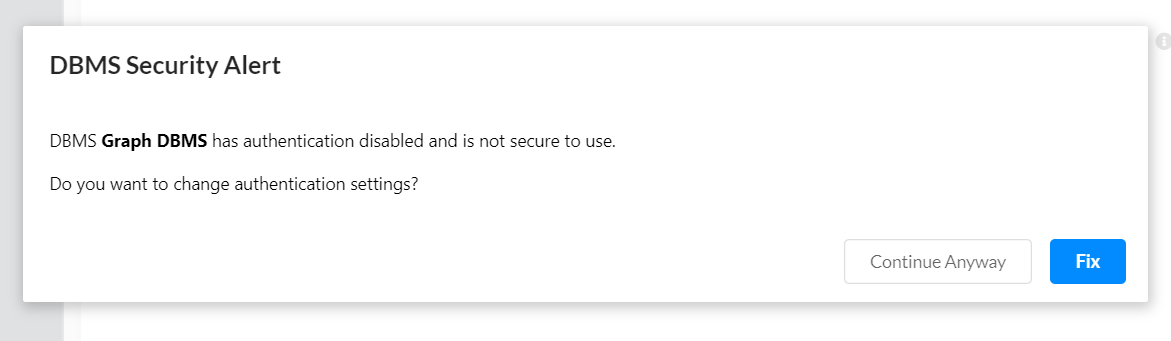 DBMS Security Alert
DBMS Graph DBMS has authentication disabled and is not secure to use.
Do you want to change authentication settings?
Continue Anyway
Fix